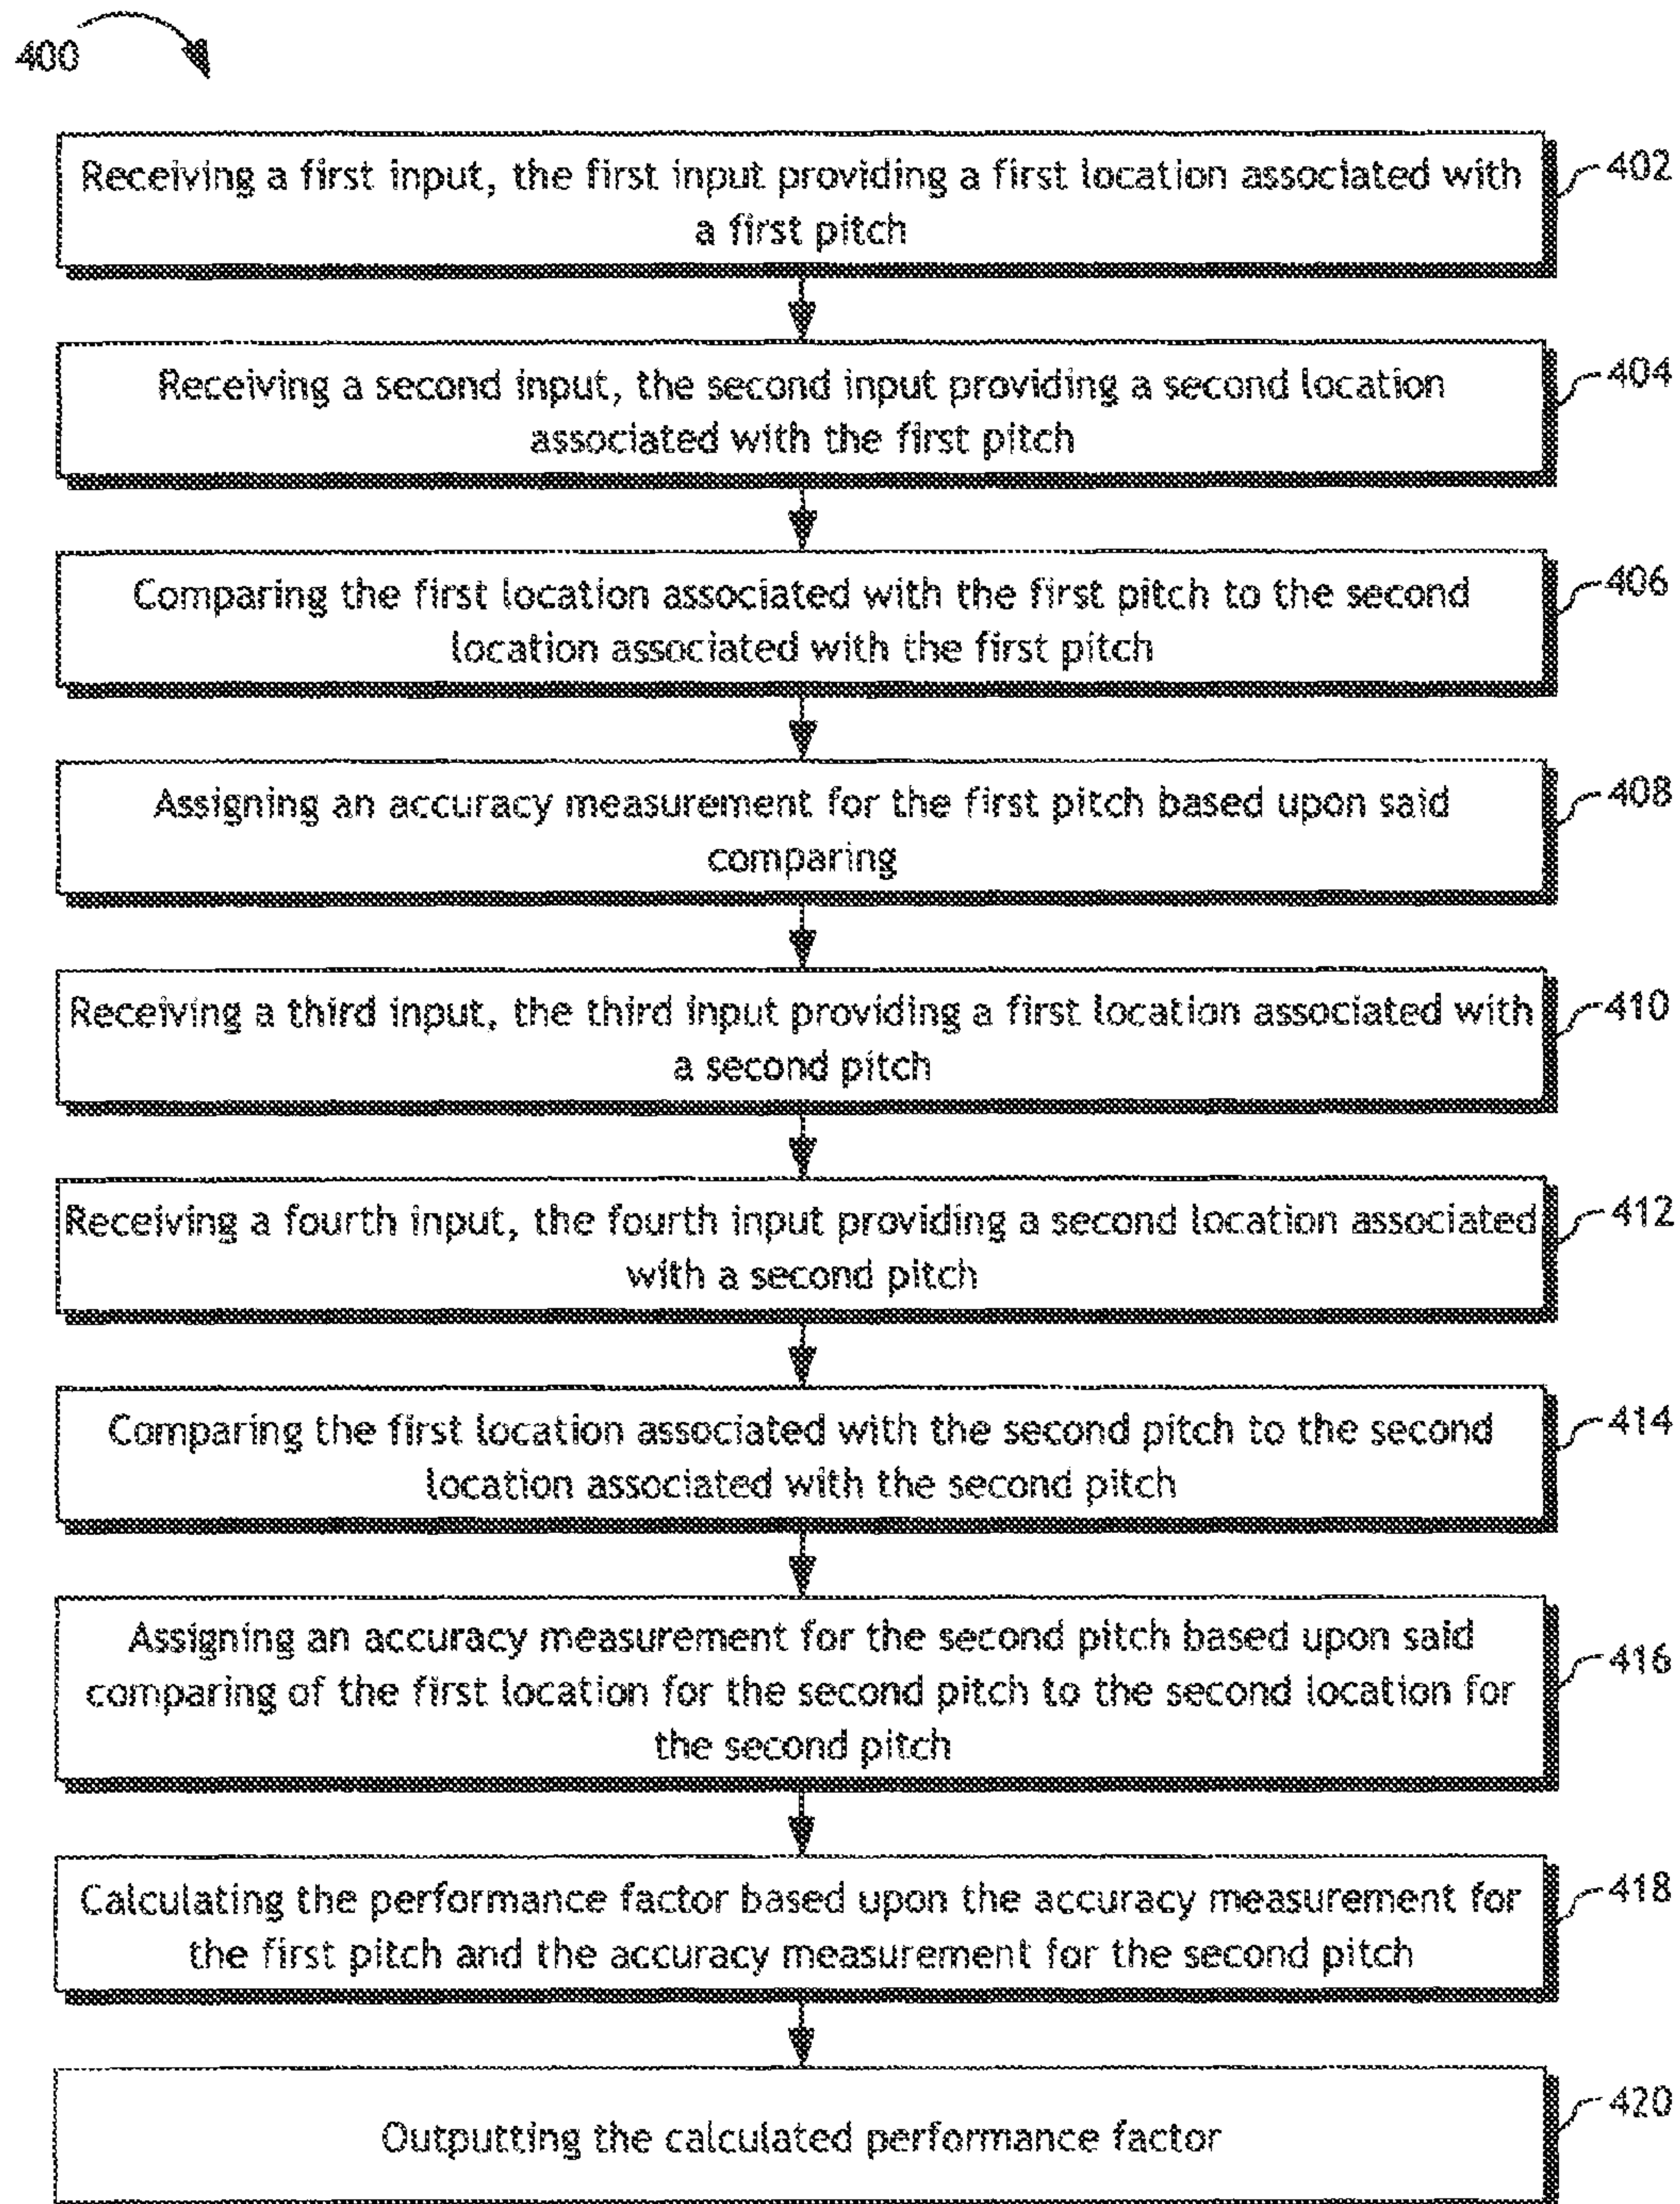 400
Receiving a first input, the first input providing a first location associated with
a first pitch
402
Receiving a second input, the second input providing a second location
associated with the first pitch
404
Comparing the first location associated with the first pitch to the second
location associated with the first pitch
406
Assigning an accuracy measurement for the first pitch based upon said
comparing
408
Receiving a third input, the third input providing a first location associated with
a second pitch
410
Receiving a fourth input, the fourth input providing a second location associated
with a second pitch
412
Comparing the first location associated with the second pitch to the second
location associated with the second pitch
414
Assigning an accuracy measurement for the second pitch based upon said
comparing of the first location for the second pitch to the second location for
the second pitch
416
Calculating the performance factor based upon the accuracy measurement for
the first pitch and the accuracy measurement for the second pitch
418
Outputting the calculated performance factor
420